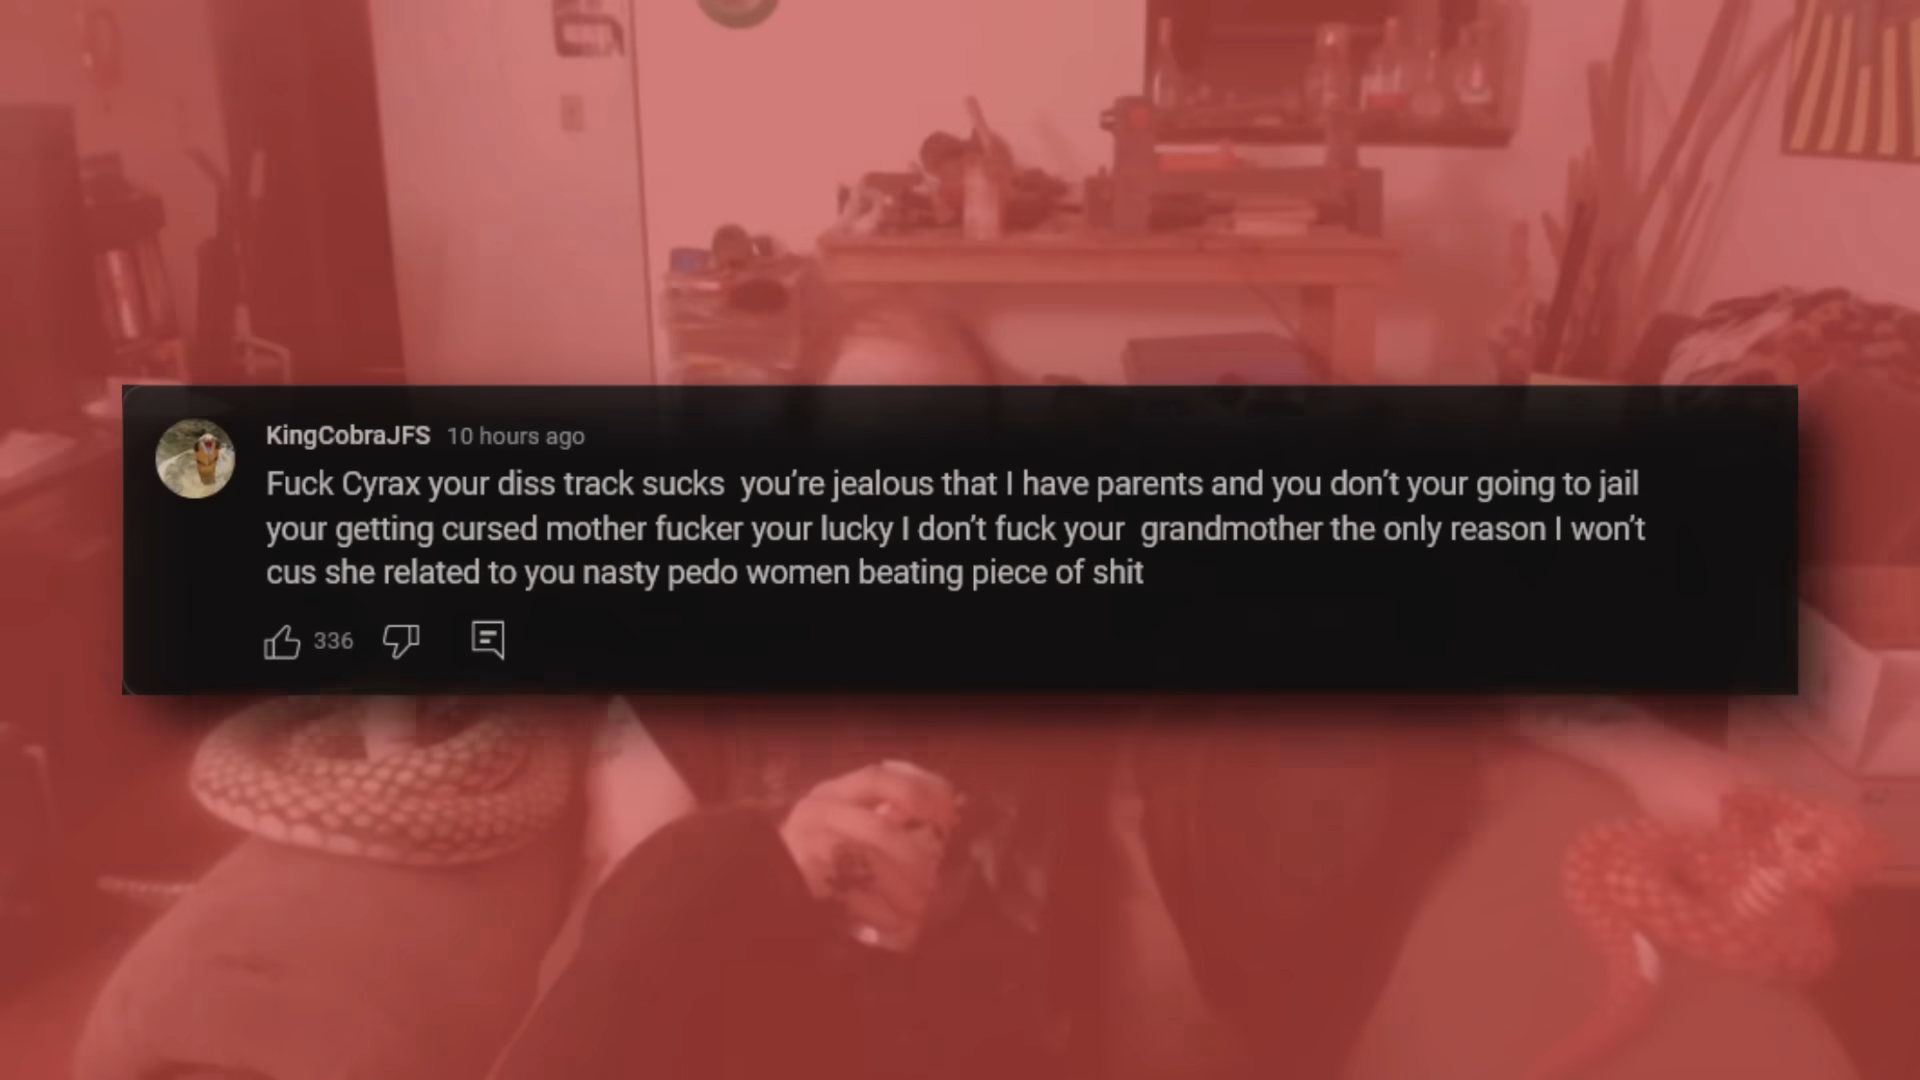 KingCobraJFS 10 hours ago
Fuck Cyrax your diss track sucks  you’re jealous that I have parents and you don’t your going to jail
your getting cursed mother fucker your lucky I don’t fuck your  grandmother the only reason I won’t
cus she related to you nasty pedo women beating piece of shit
336